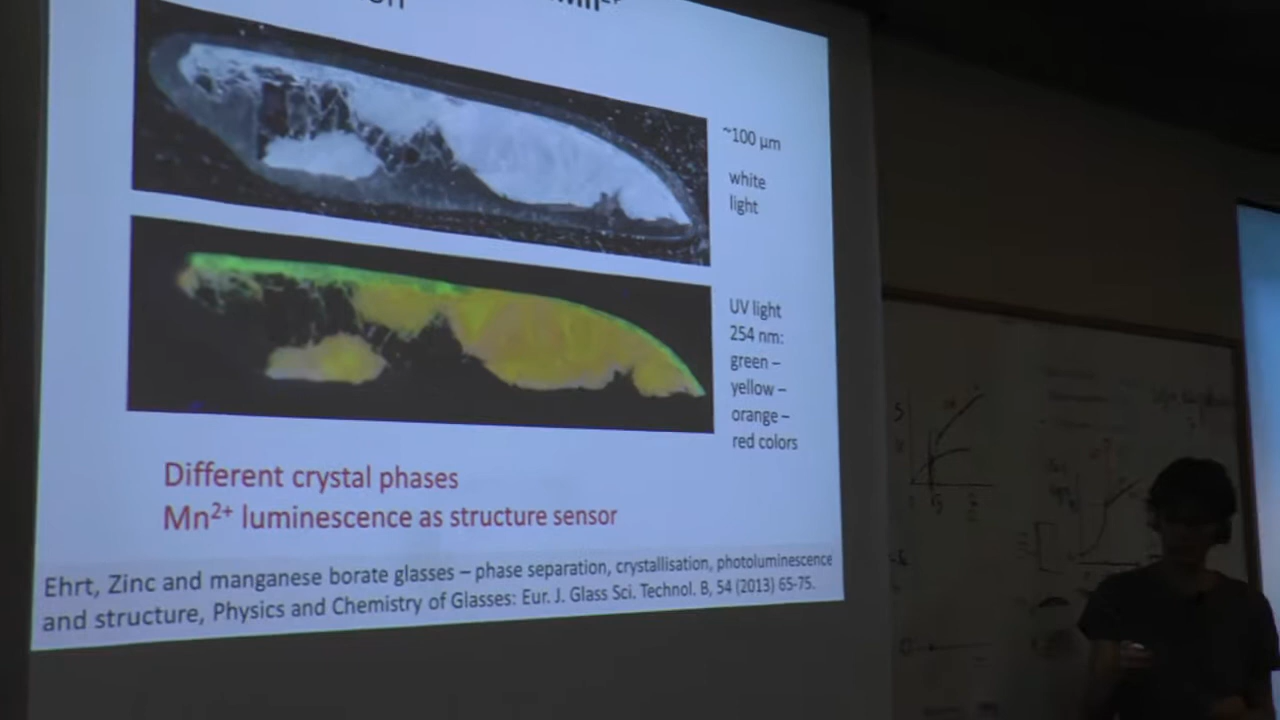 Mn²⁺
~100 µm
white
light
UV light
254 nm:
green –
yellow –
orange –
red colors
Different crystal phases
Mn²⁺ luminescence as structure sensor
Ehrt, Zinc and manganese borate glasses – phase separation, crystallisation, photoluminescence
and structure, Physics and Chemistry of Glasses: Eur. J. Glass Sci. Technol. B, 54 (2013) 65-75.